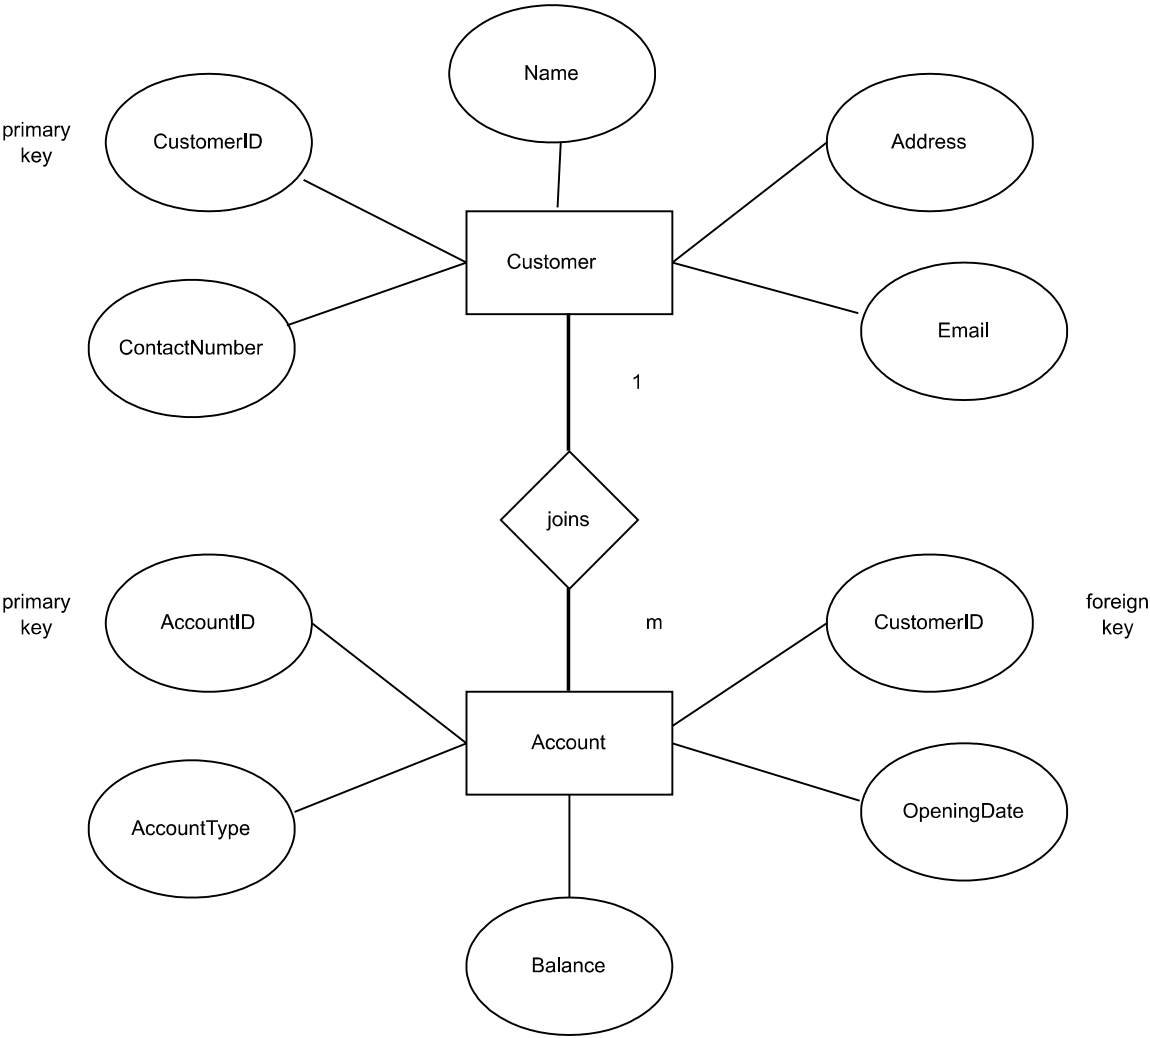 Name
primary
key
CustomerID
Address
Customer
ContactNumber
Email
1
joins
primary
key
AccountID
m
CustomerID
foreign
key
Account
AccountType
OpeningDate
Balance